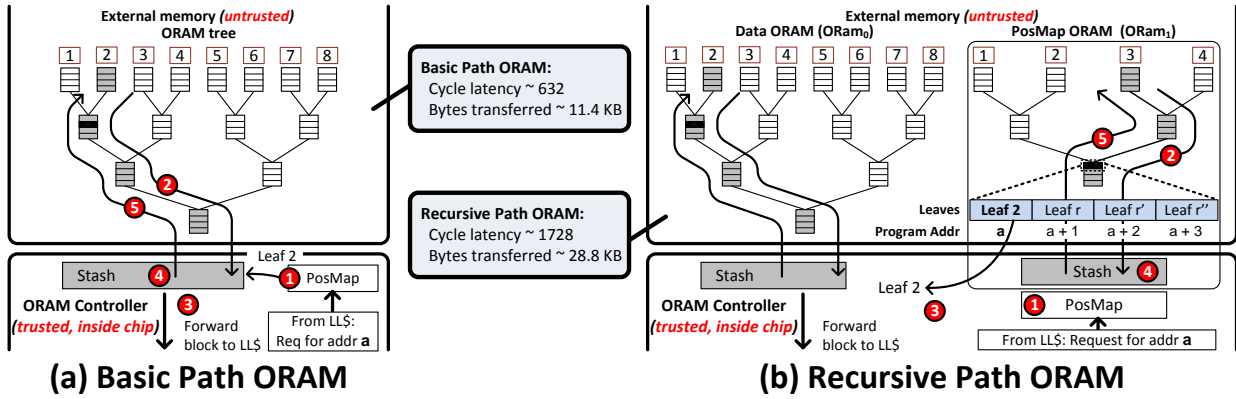 External memory (untrusted)
ORAM tree
1 2 3 4 5 6 7 8
2
5
Leaf 2
Stash
4
1
PosMap
3
ORAM Controller
(trusted, inside chip)
Forward
block to LL$
From LL$:
Req for addr a
(a) Basic Path ORAM
Basic Path ORAM:
Cycle latency ~ 632
Bytes transferred ~ 11.4 KB
Recursive Path ORAM:
Cycle latency ~ 1728
Bytes transferred ~ 28.8 KB
External memory (untrusted)
Data ORAM (ORam₀)
PosMap ORAM (ORam₁)
1 2 3 4 5 6 7 8
1 2 3 4
5
2
Leaves
Leaf 2
Leaf r
Leaf r'
Leaf r''
Program Addr
a
a + 1
a + 2
a + 3
Stash
Stash
4
Leaf 2
3
1
PosMap
ORAM Controller
(trusted, inside chip)
Forward
block to LL$
From LL$: Request for addr a
(b) Recursive Path ORAM